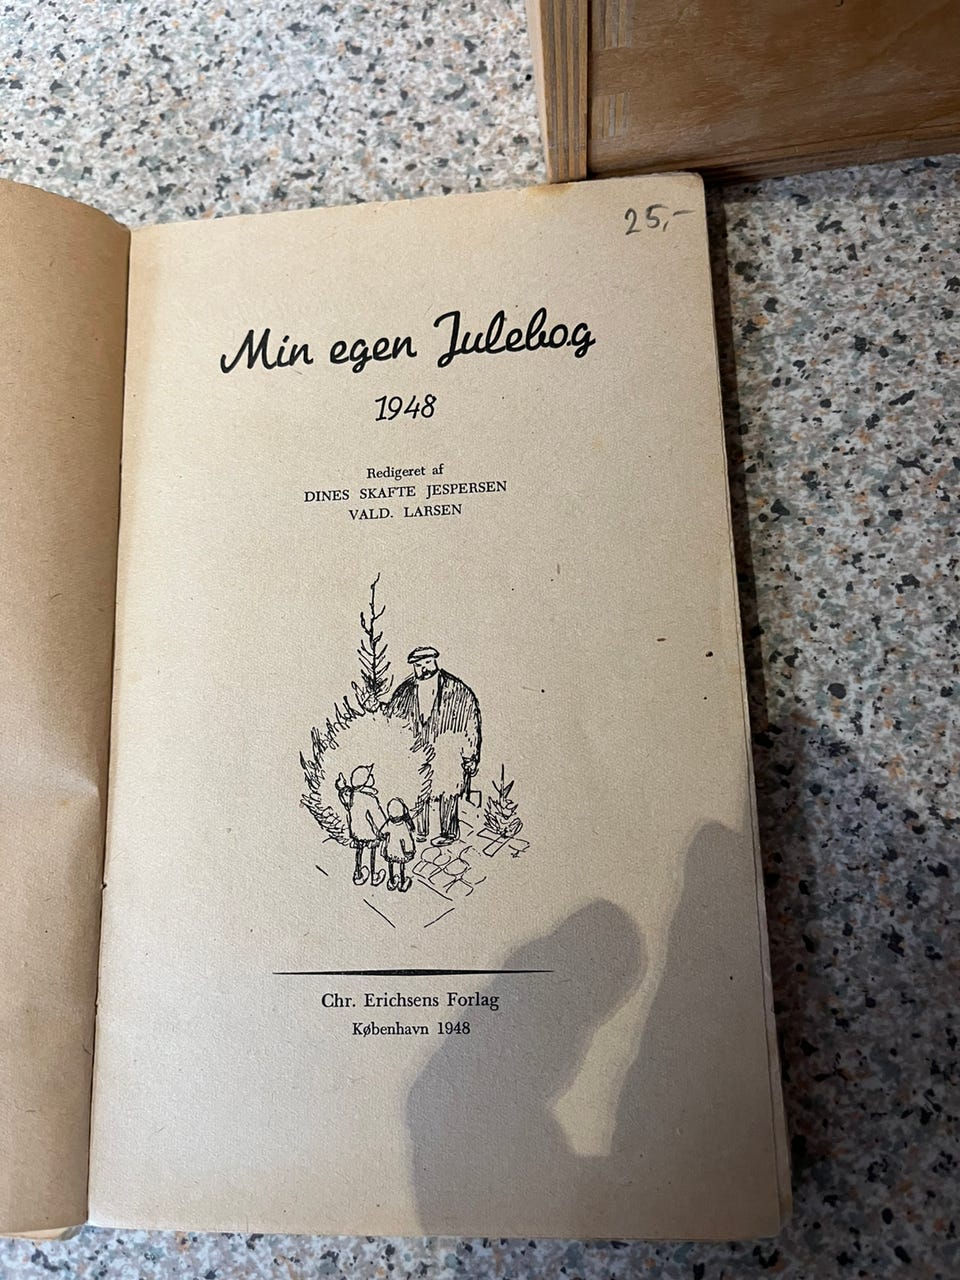 25,-
Min egen Julebog
1948
Redigeret af
DINES SKAFTE JESPERSEN
VALD. LARSEN
Chr. Erichsens Forlag
København 1948